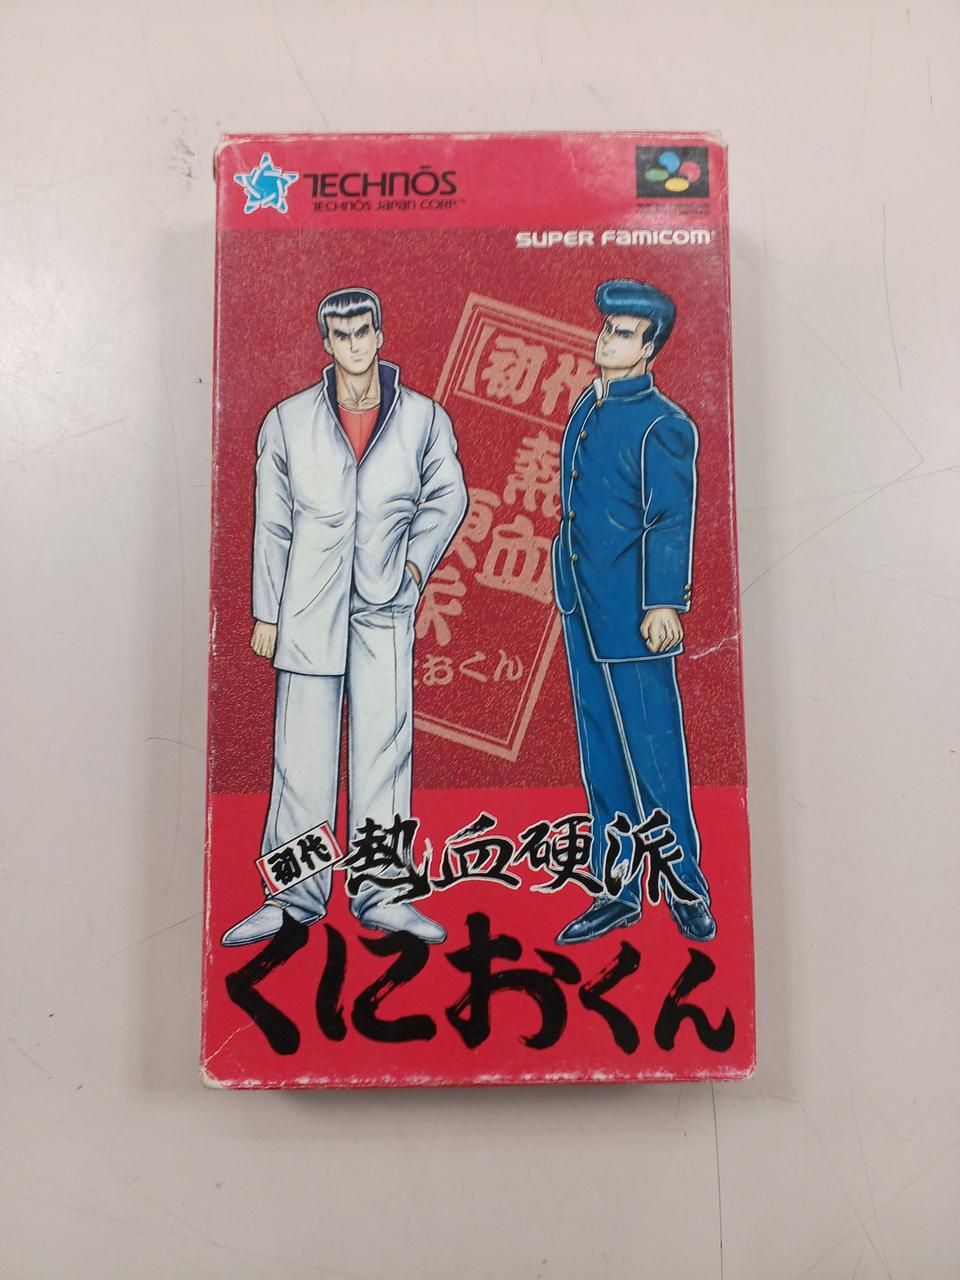 TECHNŌS
TECHNŌS JAPAN CORP.™
SUPER FAMICOM
初代
熱血
硬派
おくん
初代 熱血硬派
くにおくん